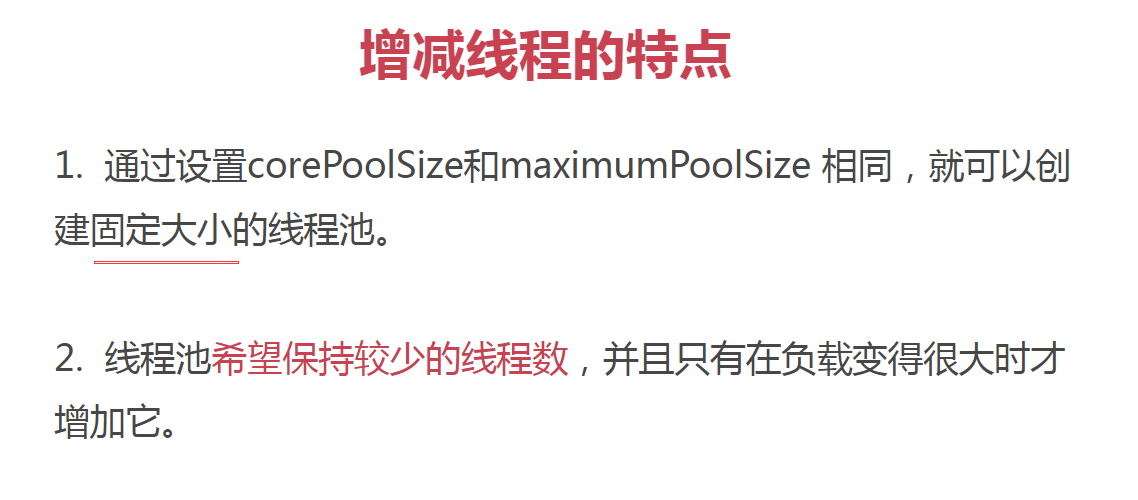 增减线程的特点
1. 通过设置corePoolSize和maximumPoolSize 相同，就可以创
建固定大小的线程池。
2. 线程池希望保持较少的线程数，并且只有在负载变得很大时才
增加它。